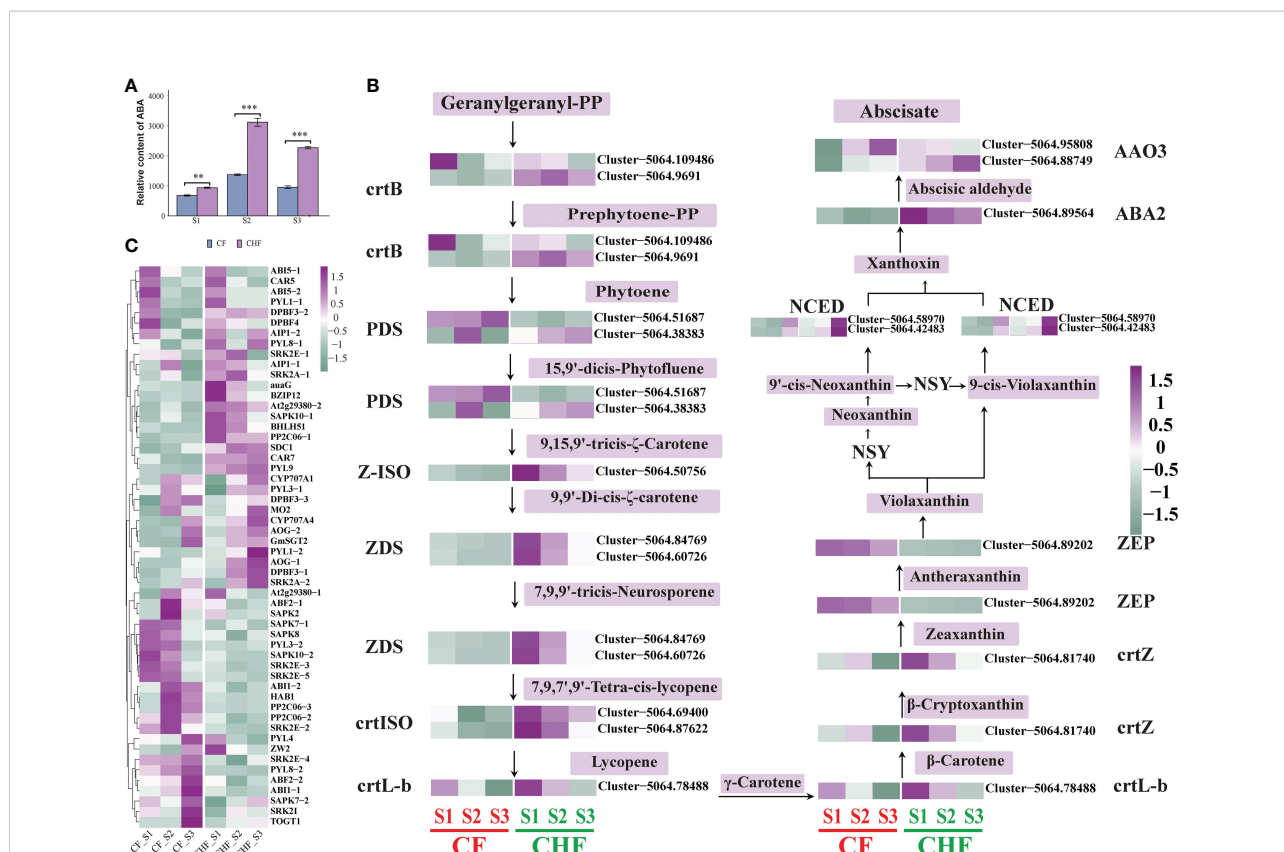 A
Relative content of ABA
4000
3000
2000
1000
0
**
***
***
S1
S2
S3
CF
CHF
C
1.5
1
0.5
0
−0.5
−1
−1.5
ABI5-1
CAR5
ABI5-2
PYL1-1
DPBF3-2
DPBF4
AIP1-2
PYL8-1
SRK2E-1
AIP1-1
SRK2A-1
auaG
BZIP12
At2g29380-2
SAPK10-1
BHLH51
PP2C06-1
SDC1
CAR7
PYL9
CYP707A1
PYL3-1
DPBF3-3
MO2
CYP707A4
AOG-2
GmSGT2
PYL1-2
AOG-1
DPBF3-1
SRK2A-2
At2g29380-1
ABF2-1
SAPK2
SAPK7-1
SAPK8
PYL3-2
SAPK10-2
SRK2E-3
SRK2E-5
ABI1-2
HAB1
PP2C06-3
PP2C06-2
SRK2E-2
PYL4
ZW2
SRK2E-4
PYL8-2
ABF2-2
ABI1-1
SAPK7-2
SRK2I
TOGT1
CF_S1
CF_S2
CF_S3
CHF_S1
CHF_S2
CHF_S3
B
Geranylgeranyl-PP
crtB
Cluster−5064.109486
Cluster−5064.9691
Prephytoene-PP
crtB
Cluster−5064.109486
Cluster−5064.9691
Phytoene
PDS
Cluster−5064.51687
Cluster−5064.38383
15,9'-dicis-Phytofluene
PDS
Cluster−5064.51687
Cluster−5064.38383
9,15,9'-tricis-ζ-Carotene
Z-ISO
Cluster−5064.50756
9,9'-Di-cis-ζ-carotene
ZDS
Cluster−5064.84769
Cluster−5064.60726
7,9,9'-tricis-Neurosporene
ZDS
Cluster−5064.84769
Cluster−5064.60726
7,9,7',9'-Tetra-cis-lycopene
crtISO
Cluster−5064.69400
Cluster−5064.87622
Lycopene
crtL-b
Cluster−5064.78488
S1 S2 S3 S1 S2 S3
CF CHF
γ-Carotene
Abscisate
Cluster−5064.95808
Cluster−5064.88749
AAO3
Abscisic aldehyde
Cluster−5064.89564
ABA2
Xanthoxin
NCED
Cluster−5064.58970
Cluster−5064.42483
NCED
Cluster−5064.58970
Cluster−5064.42483
9'-cis-Neoxanthin
NSY
9-cis-Violaxanthin
Neoxanthin
NSY
Violaxanthin
Cluster−5064.89202
ZEP
Antheraxanthin
Cluster−5064.89202
ZEP
Zeaxanthin
Cluster−5064.81740
crtZ
β-Cryptoxanthin
Cluster−5064.81740
crtZ
β-Carotene
Cluster−5064.78488
crtL-b
S1 S2 S3 S1 S2 S3
CF CHF
1.5
1
0.5
0
−0.5
−1
−1.5